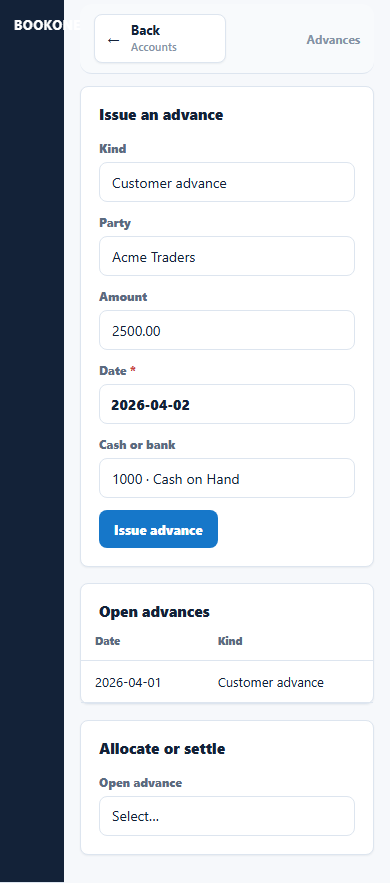 BOOKONE
← Back
Accounts
Advances
Issue an advance
Kind
Customer advance
Party
Acme Traders
Amount
2500.00
Date *
2026-04-02
Cash or bank
1000 · Cash on Hand
Issue advance
Open advances
Date Kind
2026-04-01 Customer advance
Allocate or settle
Open advance
Select...